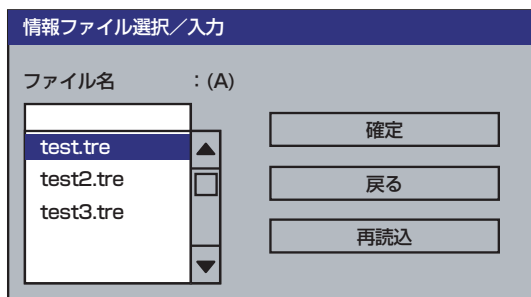 情報ファイル選択／入力
ファイル名 : (A)
確定
test.tre
test2.tre
戻る
test3.tre
再読込